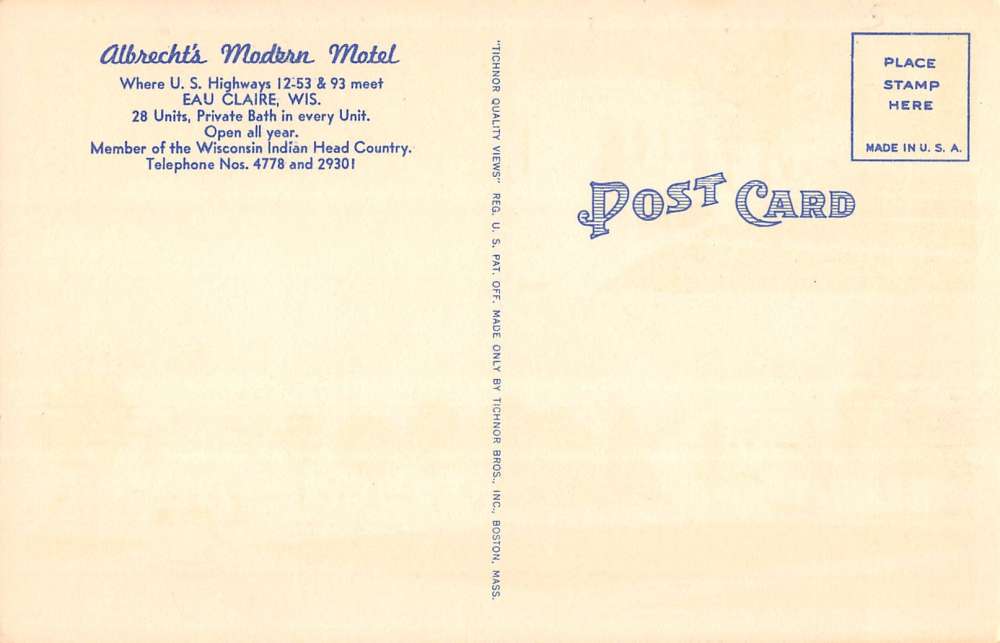 Albrecht's Modern Motel
Where U. S. Highways 12-53 & 93 meet
EAU CLAIRE, WIS.
28 Units, Private Bath in every Unit.
Open all year.
Member of the Wisconsin Indian Head Country.
Telephone Nos. 4778 and 29301
"TICHNOR QUALITY VIEWS" REG. U. S. PAT. OFF. MADE ONLY BY TICHNOR BROS., INC., BOSTON, MASS.
PLACE
STAMP
HERE
MADE IN U. S. A.
POST CARD